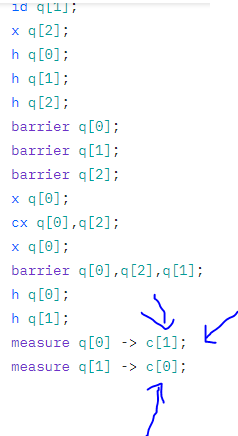 id q[1];
x q[2];
h q[0];
h q[1];
h q[2];
barrier q[0];
barrier q[1];
barrier q[2];
x q[0];
cx q[0],q[2];
x q[0];
barrier q[0],q[2],q[1];
h q[0];
h q[1];
measure q[0] -> c[1];
measure q[1] -> c[0];